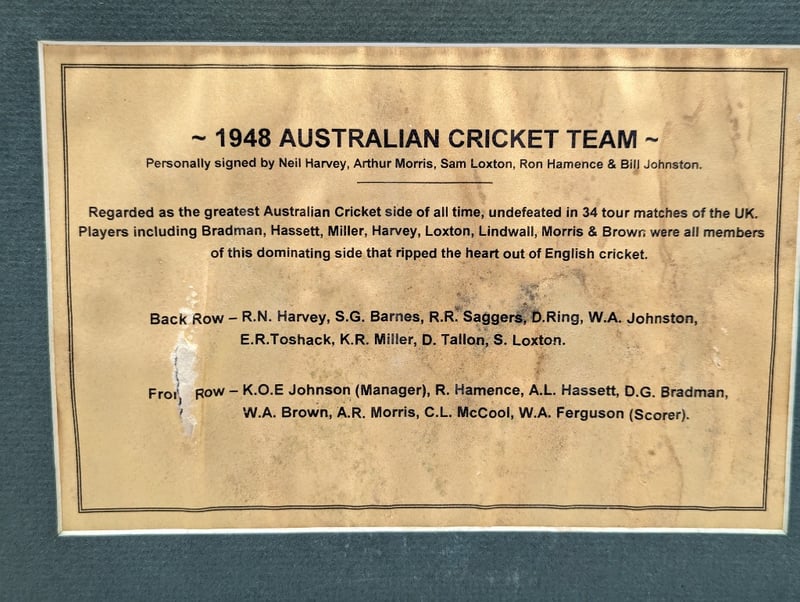 ~ 1948 AUSTRALIAN CRICKET TEAM ~
Personally signed by Neil Harvey, Arthur Morris, Sam Loxton, Ron Hamence & Bill Johnston.
Regarded as the greatest Australian Cricket side of all time, undefeated in 34 tour matches of the UK.
Players including Bradman, Hassett, Miller, Harvey, Loxton, Lindwall, Morris & Brown were all members
of this dominating side that ripped the heart out of English cricket.
Back Row – R.N. Harvey, S.G. Barnes, R.R. Saggers, D.Ring, W.A. Johnston,
E.R.Toshack, K.R. Miller, D. Tallon, S. Loxton.
Front Row – K.O.E Johnson (Manager), R. Hamence, A.L. Hassett, D.G. Bradman,
W.A. Brown, A.R. Morris, C.L. McCool, W.A. Ferguson (Scorer).